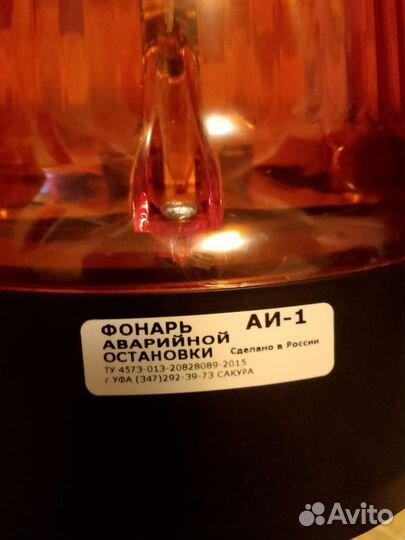 ФОНАРЬ АИ-1
АВАРИЙНОЙ
ОСТАНОВКИ Сделано в России
ТУ 4573-013-20828089-2015
г УФА (347)292-39-73 САКУРА
Avito